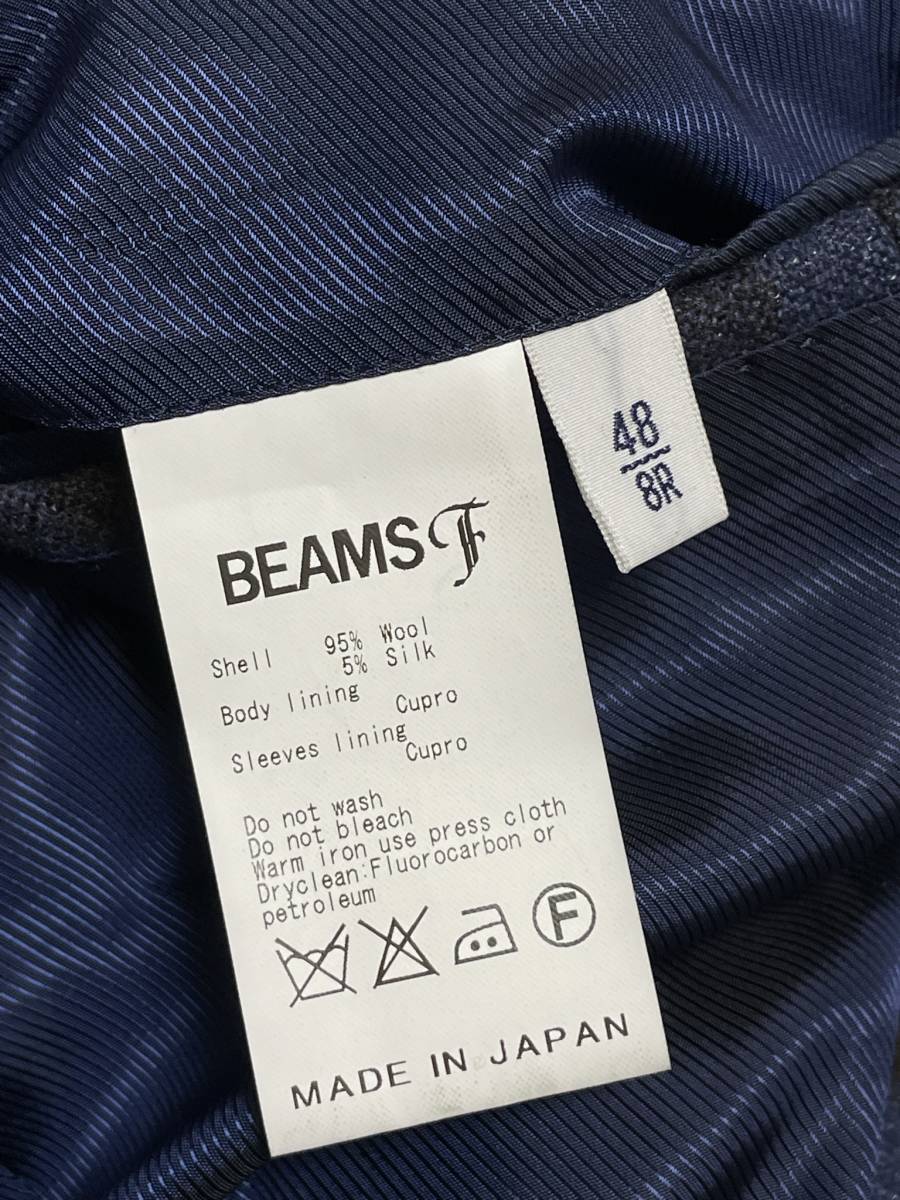 48
8R
BEAMS F
Shell 95% Wool
5% Silk
Body lining
Cupro
Sleeves lining
Cupro
Do not wash
Do not bleach
Warm iron use press cloth
Dryclean:Fluorocarbon or
petroleum
F
MADE IN JAPAN